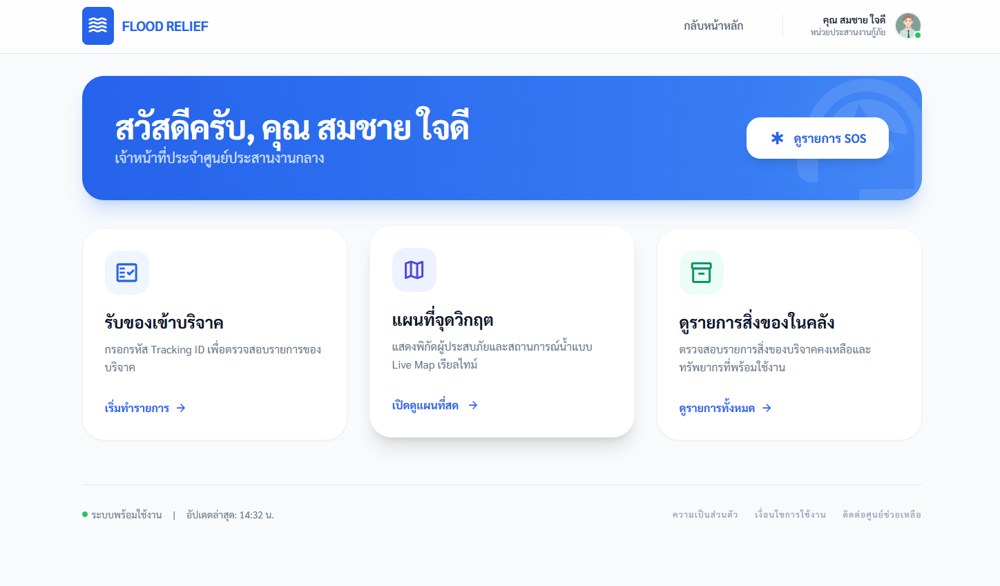 FLOOD RELIEF
กลับหน้าหลัก
คุณ สมชาย ใจดี
หน่วยประสานงานกู้ภัย
สวัสดีครับ, คุณ สมชาย ใจดี
เจ้าหน้าที่ประจำศูนย์ประสานงานกลาง
ดูรายการ SOS
รับของเข้าบริจาค
กรอกรหัส Tracking ID เพื่อตรวจสอบรายการของ
บริจาค
เริ่มทำรายการ
แผนที่จุดวิกฤต
แสดงพิกัดผู้ประสบภัยและสถานการณ์น้ำแบบ
Live Map เรียลไทม์
เปิดดูแผนที่สด
ดูรายการสิ่งของในคลัง
ตรวจสอบรายการสิ่งของบริจาคคงเหลือและ
ทรัพยากรที่พร้อมใช้งาน
ดูรายการทั้งหมด
ระบบพร้อมใช้งาน | อัปเดตล่าสุด: 14:32 น.
ความเป็นส่วนตัว เงื่อนไขการใช้งาน ติดต่อศูนย์ช่วยเหลือ